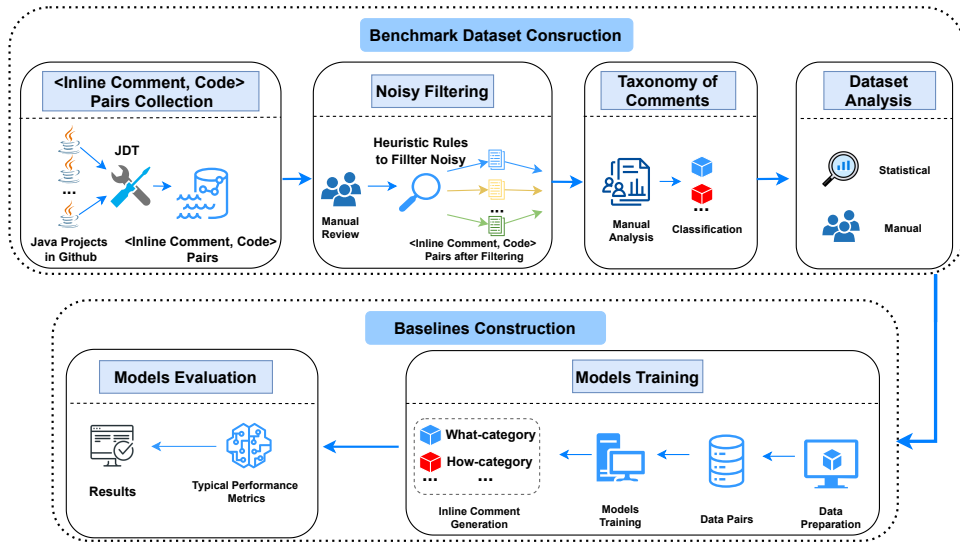 Benchmark Dataset Consruction
<Inline Comment, Code>
Pairs Collection
JDT
...
Java Projects
in Github
<Inline Comment, Code>
Pairs
Noisy Filtering
Heuristic Rules
to Fillter Noisy
Manual
Review
...
<Inline Comment, Code>
Pairs after Filtering
Taxonomy of
Comments
Manual
Analysis
...
Classification
Dataset
Analysis
Statistical
Manual
Baselines Construction
Models Evaluation
Results
Typical Performance
Metrics
Models Training
What-category
How-category
... ...
Inline Comment
Generation
Models
Training
Data Pairs
Data
Preparation